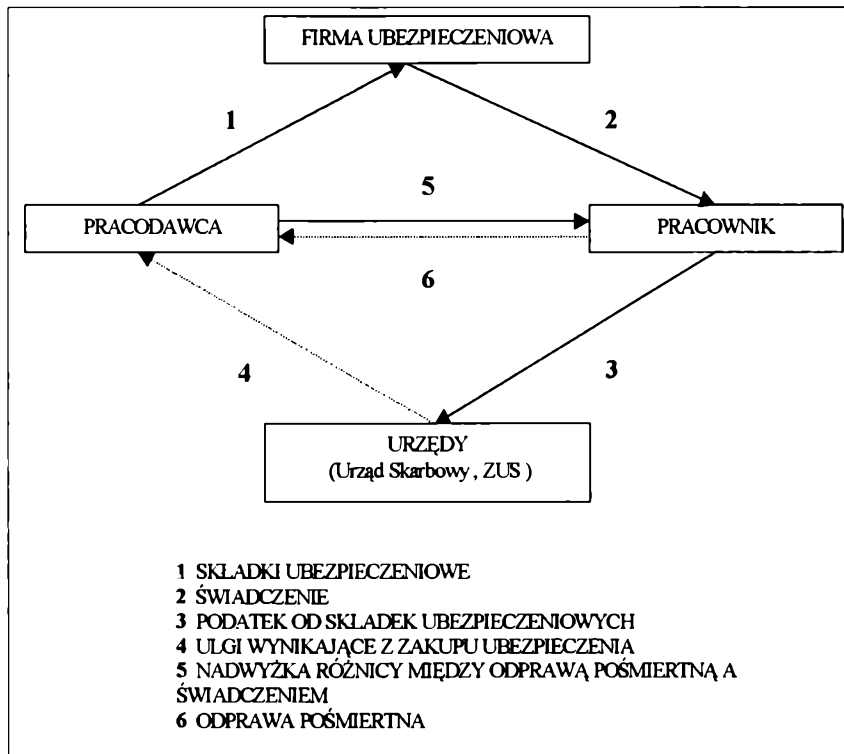 FIRMA UBEZPIECZENIOWA
1
2
5
PRACODAWCA
PRACOWNIK
6
4
3
URZĘDY
(Urząd Skarbowy , ZUS )
1 SKŁADKI UBEZPIECZENIOWE
2 ŚWIADCZENIE
3 PODATEK OD SKŁADEK UBEZPIECZENIOWYCH
4 ULGI WYNIKAJĄCE Z ZAKUPU UBEZPIECZENIA
5 NADWYŻKA RÓŻNICY MIĘDZY ODPRAWĄ POŚMIERTNĄ A
ŚWIADCZENIEM
6 ODPRAWA POŚMIERTNA